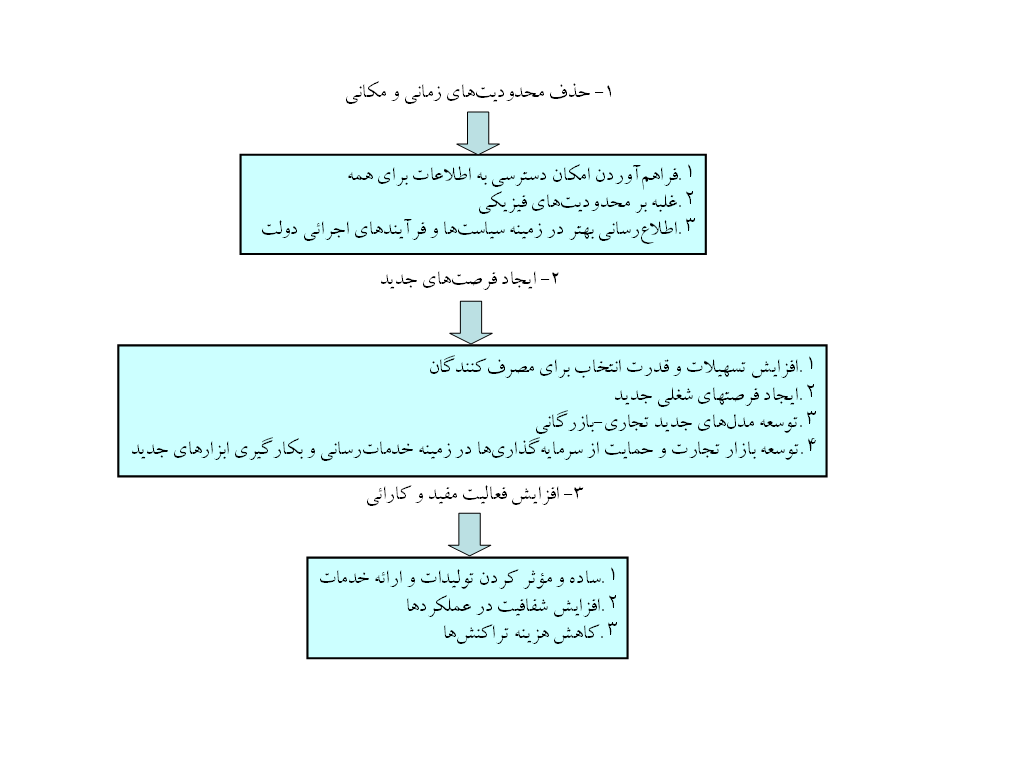 ۱- حذف محدودیت‌های زمانی و مکانی
۱.فراهم‌آوردن امکان دسترسی به اطلاعات برای همه
۲.غلبه بر محدودیت‌های فیزیکی
۳.اطلاع‌رسانی بهتر در زمینه سیاست‌ها و فرآیندهای اجرائی دولت
۲- ایجاد فرصت‌های جدید
۱.افزایش تسهیلات و قدرت انتخاب برای مصرف‌کنندگان
۲.ایجاد فرصتهای شغلی جدید
۳.توسعه مدل‌های جدید تجاری-بازرگانی
۴.توسعه بازار تجارت و حمایت از سرمایه‌گذاری‌ها در زمینه خدمات‌رسانی و بکارگیری ابزارهای جدید
۳- افزایش فعالیت مفید و کارائی
۱.ساده و مؤثر کردن تولیدات و ارائه خدمات
۲.افزایش شفافیت در عملکردها
۳.کاهش هزینه تراکنش‌ها